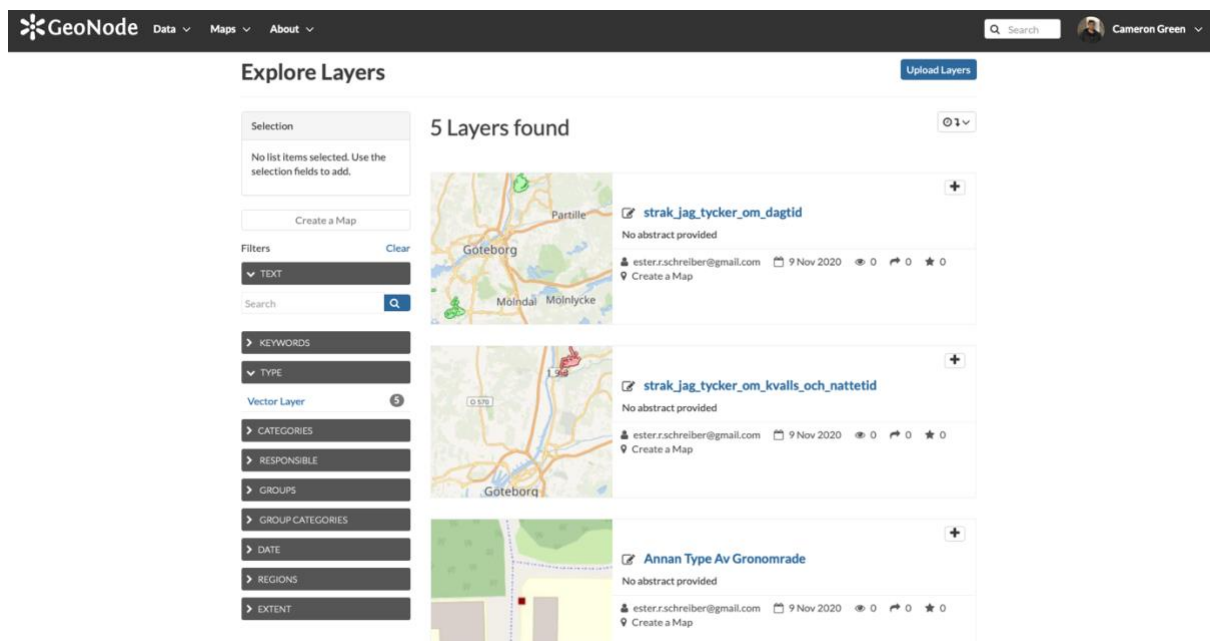 GeoNode Data Maps About Search Cameron Green
Explore Layers
Upload Layers
Selection
No list items selected. Use the
selection fields to add.
Create a Map
Filters Clear
TEXT
Search
KEYWORDS
TYPE
Vector Layer 5
CATEGORIES
RESPONSIBLE
GROUPS
GROUP CATEGORIES
DATE
REGIONS
EXTENT
5 Layers found
Partille
Goteborg
Molndal Molnlycke
strak_jag_tycker_om_dagtid
No abstract provided
ester.r.schreiber@gmail.com 9 Nov 2020 0 0 0
Create a Map
O 570
Goteborg
strak_jag_tycker_om_kvalls_och_nattetid
No abstract provided
ester.r.schreiber@gmail.com 9 Nov 2020 0 0 0
Create a Map
Annan Type Av Gronomrade
No abstract provided
ester.r.schreiber@gmail.com 9 Nov 2020 0 0 0
Create a Map